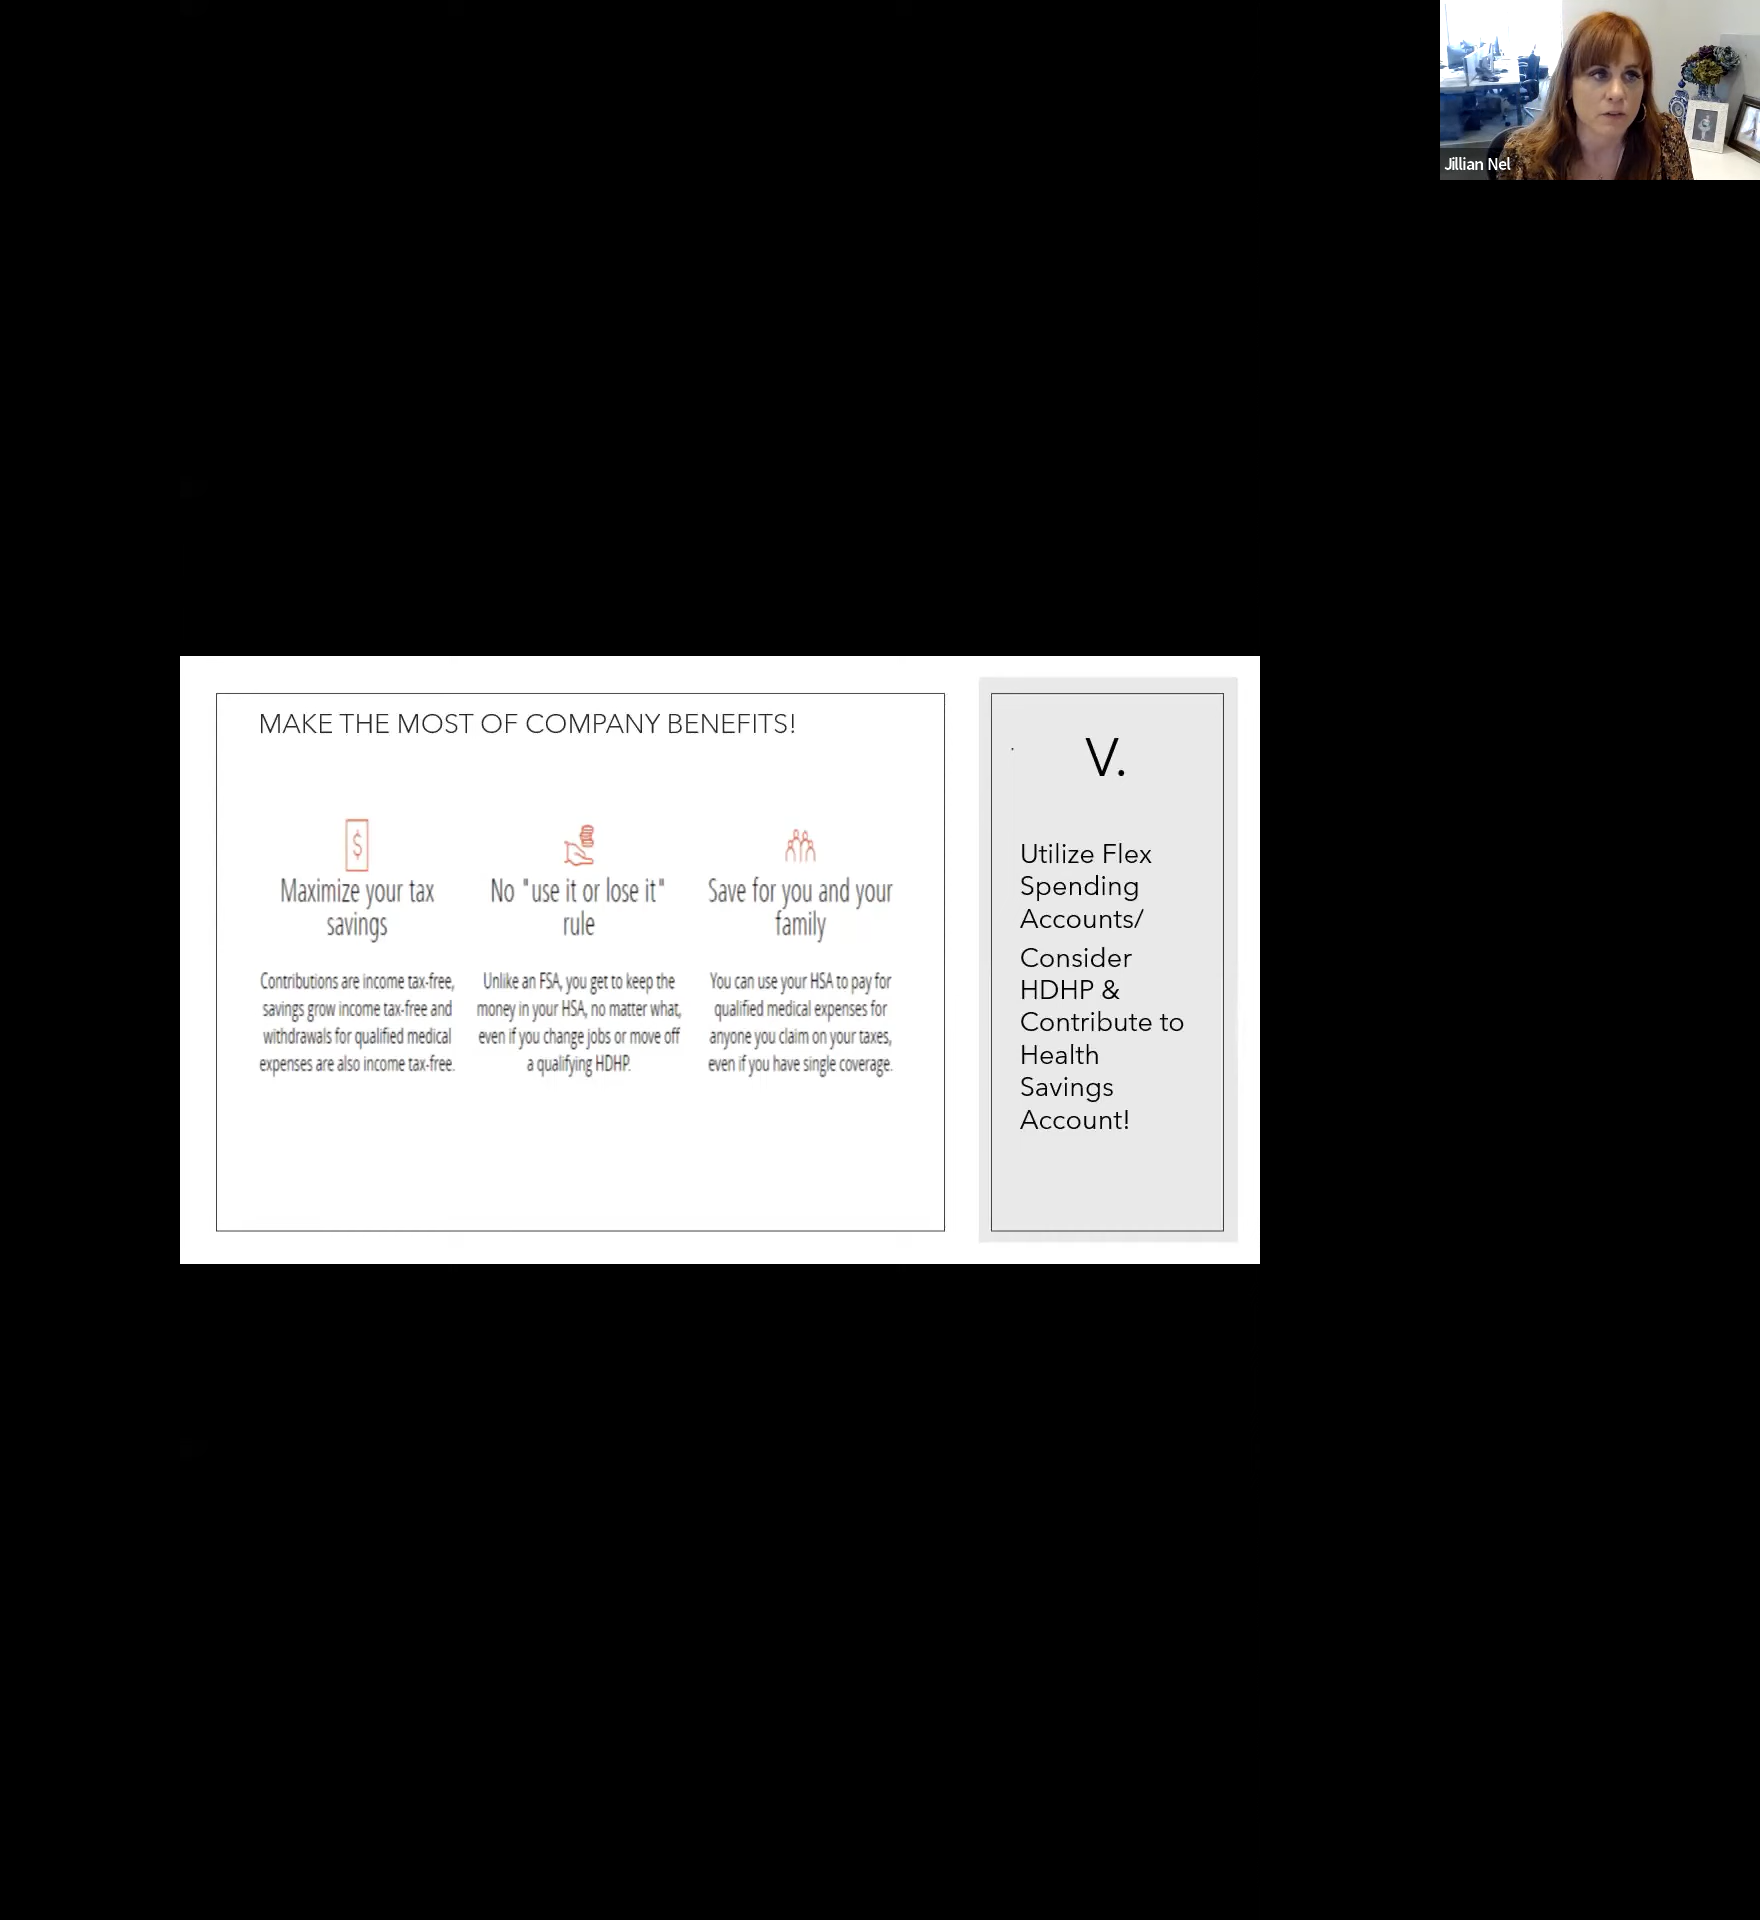 Jillian Nel
MAKE THE MOST OF COMPANY BENEFITS!
$
Maximize your tax
savings
Contributions are income tax-free,
savings grow income tax-free and
withdrawals for qualified medical
expenses are also income tax-free.
No "use it or lose it"
rule
Unlike an FSA, you get to keep the
money in your HSA, no matter what,
even if you change jobs or move off
a qualifying HDHP.
Save for you and your
family
You can use your HSA to pay for
qualified medical expenses for
anyone you claim on your taxes,
even if you have single coverage.
V.
Utilize Flex
Spending
Accounts/
Consider
HDHP &
Contribute to
Health
Savings
Account!